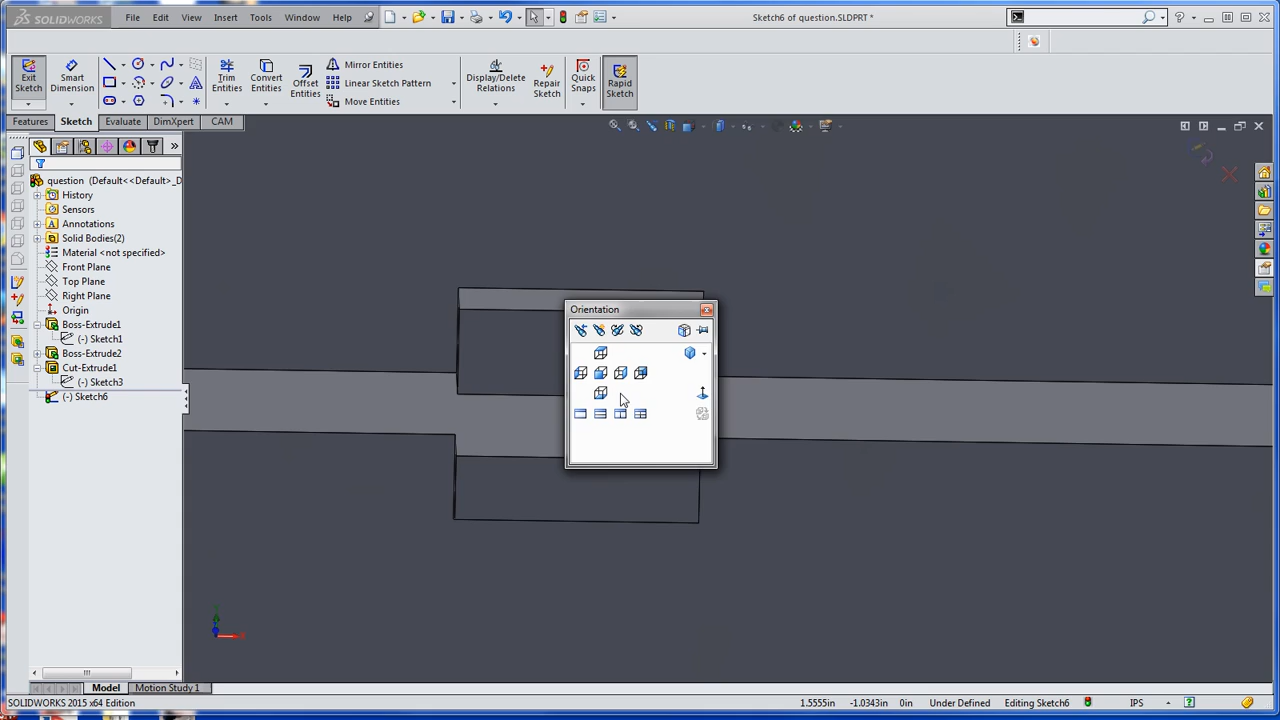 SOLIDWORKS File Edit View Insert Tools Window Help Sketch6 of question.SLDPRT *
Exit Sketch
Smart Dimension
Trim Entities
Convert Entities
Offset Entities
Mirror Entities
Linear Sketch Pattern
Move Entities
Display/Delete Relations
Repair Sketch
Quick Snaps
Rapid Sketch
Features Sketch Evaluate DimXpert CAM
question (Default<<Default>_D
History
Sensors
Annotations
Solid Bodies(2)
Material <not specified>
Front Plane
Top Plane
Right Plane
Origin
Boss-Extrude1
(-) Sketch1
Boss-Extrude2
Cut-Extrude1
(-) Sketch3
(-) Sketch6
Orientation
Model Motion Study 1
SOLIDWORKS 2015 x64 Edition 1.5555in -1.0343in 0in Under Defined Editing Sketch6 IPS